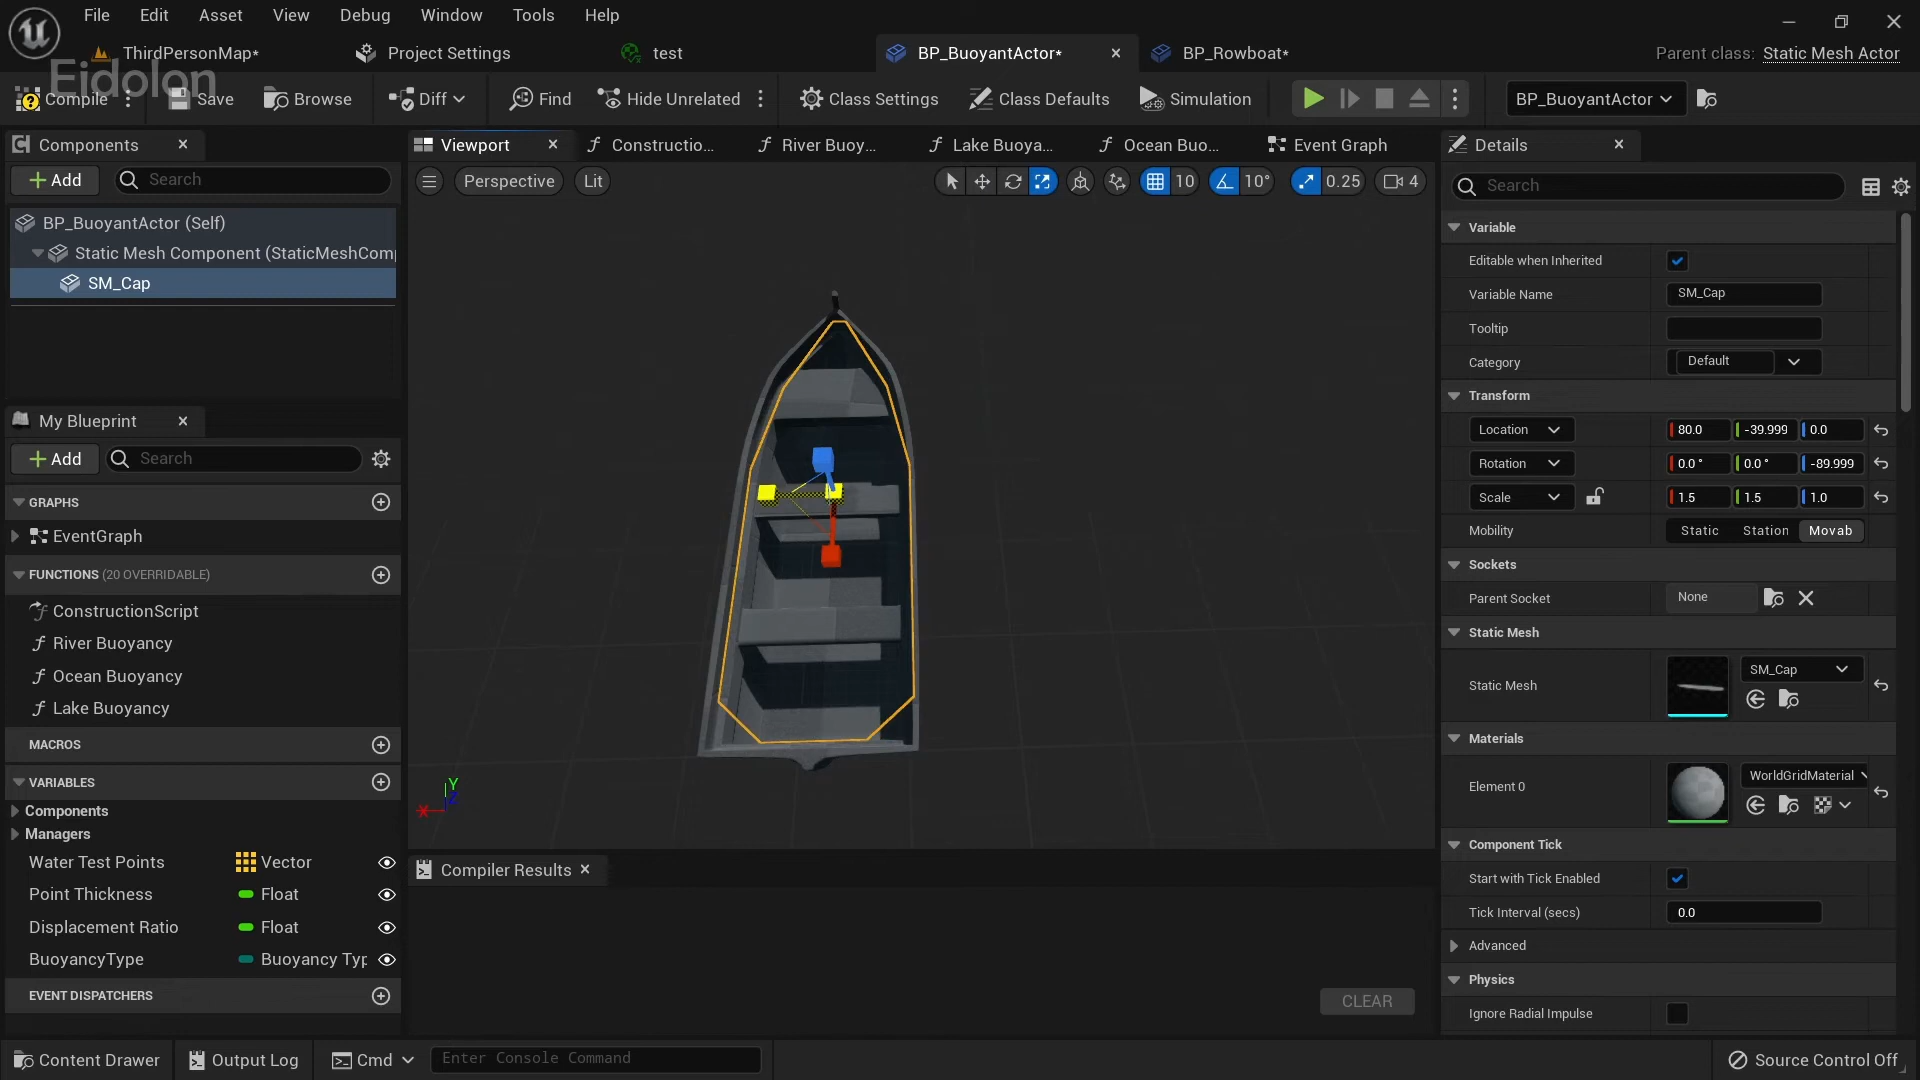 File Edit Asset View Debug Window Tools Help
ThirdPersonMap* Project Settings test BP_BuoyantActor* BP_Rowboat* Parent class: Static Mesh Actor
Eidolon
Compile Save Browse Diff Find Hide Unrelated Class Settings Class Defaults Simulation BP_BuoyantActor
Components
Add Search
BP_BuoyantActor (Self)
Static Mesh Component (StaticMeshComp
SM_Cap
My Blueprint
Add Search
GRAPHS
EventGraph
FUNCTIONS (20 OVERRIDABLE)
ConstructionScript
River Buoyancy
Ocean Buoyancy
Lake Buoyancy
MACROS
VARIABLES
Components
Managers
Water Test Points Vector
Point Thickness Float
Displacement Ratio Float
BuoyancyType Buoyancy Typ
EVENT DISPATCHERS
Viewport Constructio... River Buoy... Lake Buoya... Ocean Buo... Event Graph
Perspective Lit 10 10° 0.25 4
Y
Z
X
Compiler Results
CLEAR
Details
Search
Variable
Editable when Inherited
Variable Name SM_Cap
Tooltip
Category Default
Transform
Location 80.0 -39.999 0.0
Rotation 0.0 ° 0.0 ° -89.999
Scale 1.5 1.5 1.0
Mobility Static Station Movab
Sockets
Parent Socket None
Static Mesh
Static Mesh SM_Cap
Materials
Element 0 WorldGridMaterial
Component Tick
Start with Tick Enabled
Tick Interval (secs) 0.0
Advanced
Physics
Ignore Radial Impulse
Content Drawer Output Log Cmd Enter Console Command Source Control Off